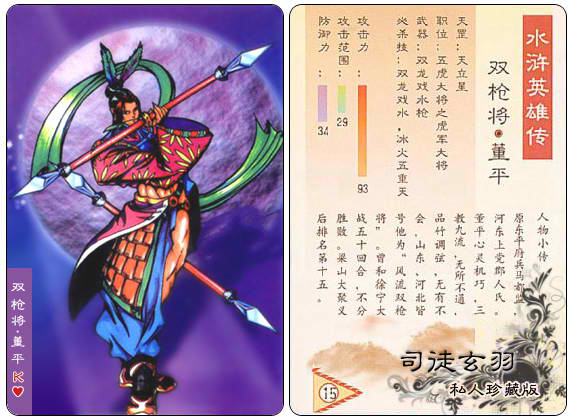 双枪将·董平K♥
水浒英雄传
双枪将·董平
天罡:天立星
职位:五虎大将之虎军大将
武器:双龙戏水枪
必杀技:双龙戏水,冰火五重天
攻击力: 93
攻击范围: 29
防御力: 34
人物小传
原东平府兵马都监,
河东上党郡人氏。
董平心灵机巧,三
教九流,无所不通,
品竹调弦,无有不
会,山东、河北皆
号他为“风流双枪
将”。曾和徐宁大
战五十回合,不分
胜败。梁山大聚义
后排名第十五。
15
司徒玄羽
私人珍藏版